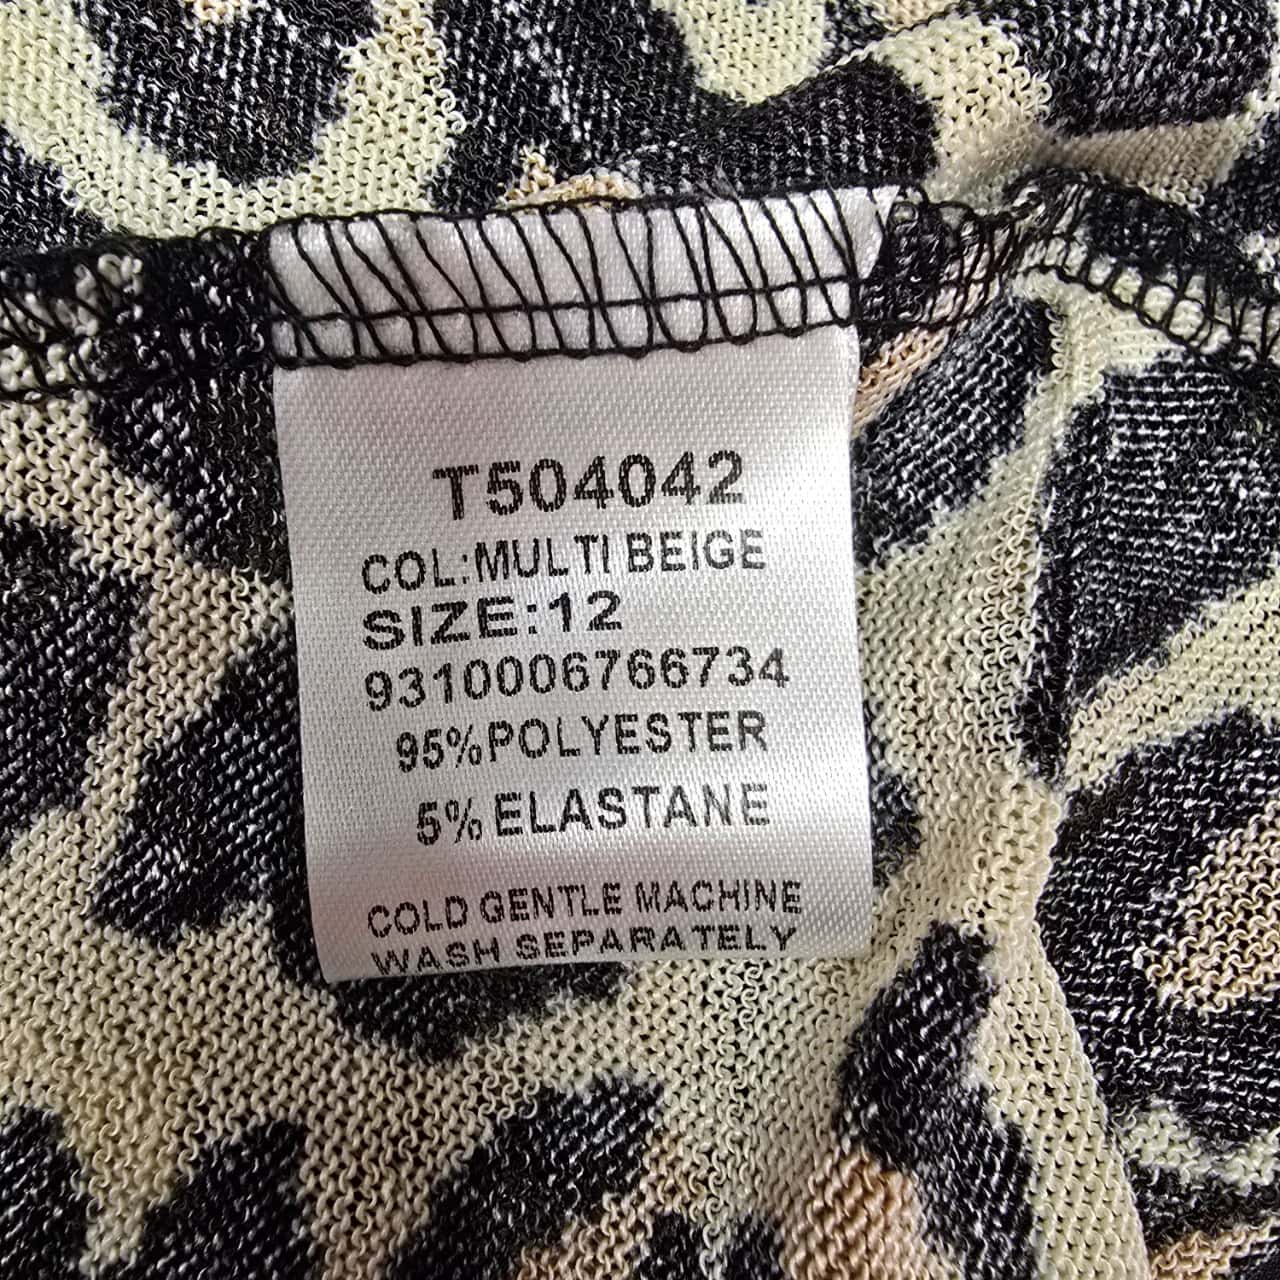 T504042
COL:MULTI BEIGE
SIZE:12
9310006766734
95%POLYESTER
5% ELASTANE
COLD GENTLE MACHINE
WASH SEPARATELY